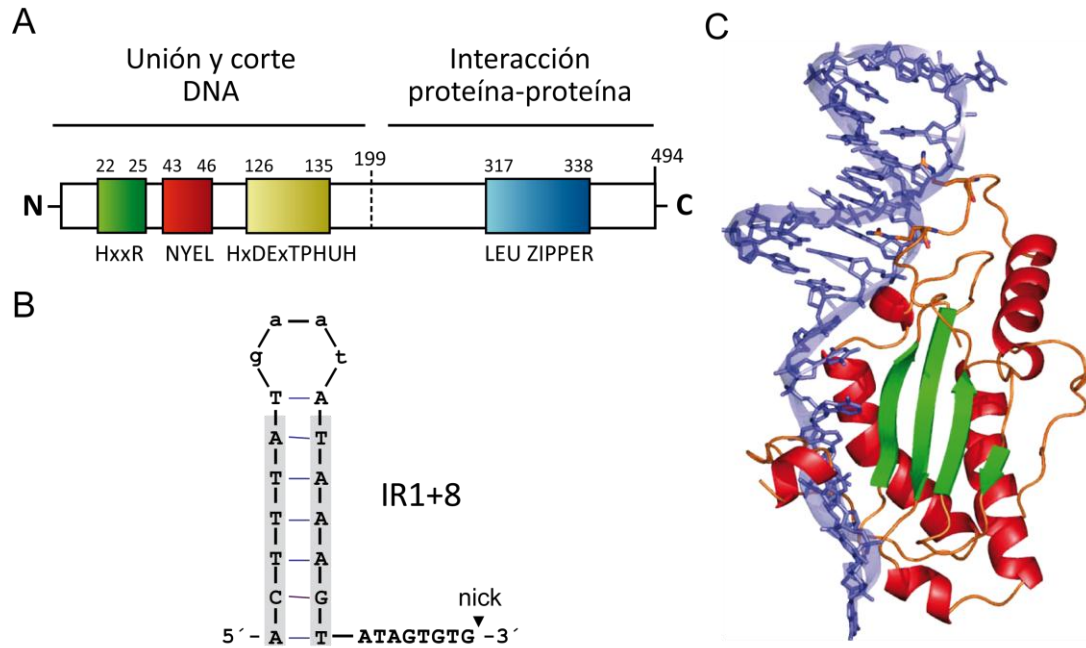 A
Unión y corte
DNA
Interacción
proteína-proteína
22 25 43 46 126 135 199 317 338 494
N C
HxxR NYEL HxDExTPHUH LEU ZIPPER
B
a a
g t
T A
A T
T A
T A
T A
C G
5´-A T ATAGTGTG -3´
IR1+8
nick
C